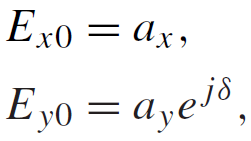 E_{x0} = a_x,
E_{y0} = a_y e^{jδ},